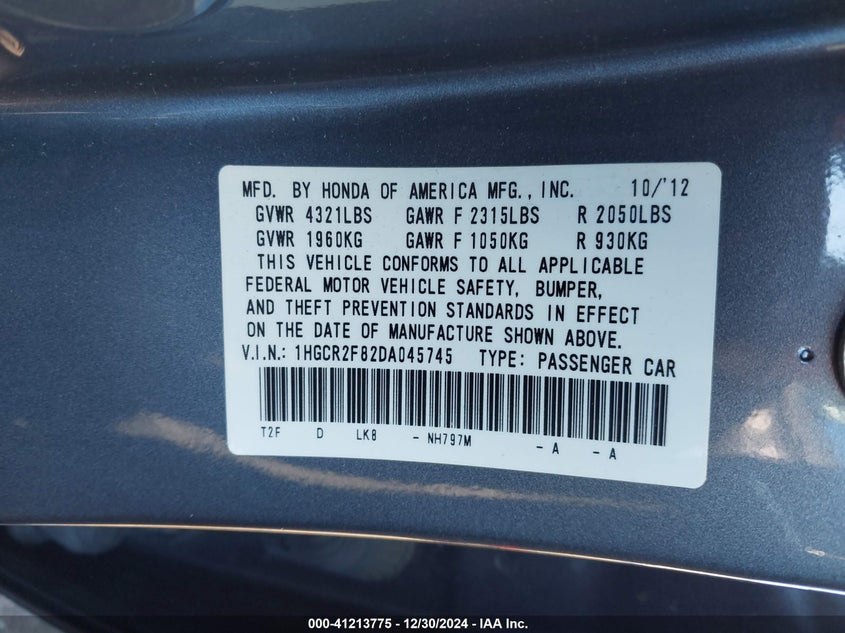 MFD. BY HONDA OF AMERICA MFG., INC. 10/'12
GVWR 4321LBS GAWR F 2315LBS R 2050LBS
GVWR 1960KG GAWR F 1050KG R 930KG
THIS VEHICLE CONFORMS TO ALL APPLICABLE
FEDERAL MOTOR VEHICLE SAFETY, BUMPER,
AND THEFT PREVENTION STANDARDS IN EFFECT
ON THE DATE OF MANUFACTURE SHOWN ABOVE.
V.I.N.: 1HGCR2F82DA045745 TYPE: PASSENGER CAR
T2F D LK8 - NH797M - A - A
000-41213775 - 12/30/2024 - IAA Inc.